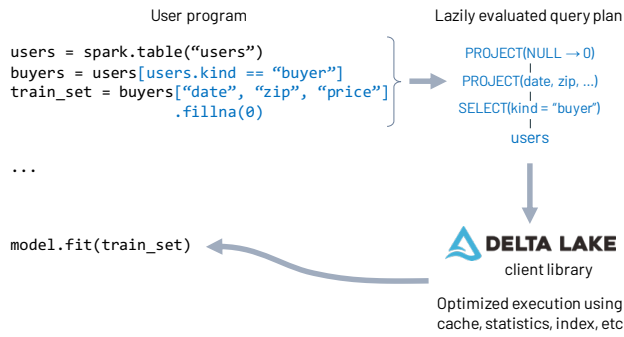 User program
users = spark.table(“users”)
buyers = users[users.kind == “buyer”]
train_set = buyers[“date”, “zip”, “price”]
.fillna(0)
...
model.fit(train_set)
Lazily evaluated query plan
PROJECT(NULL → 0)
PROJECT(date, zip, …)
SELECT(kind = “buyer”)
users
DELTA LAKE
client library
Optimized execution using
cache, statistics, index, etc